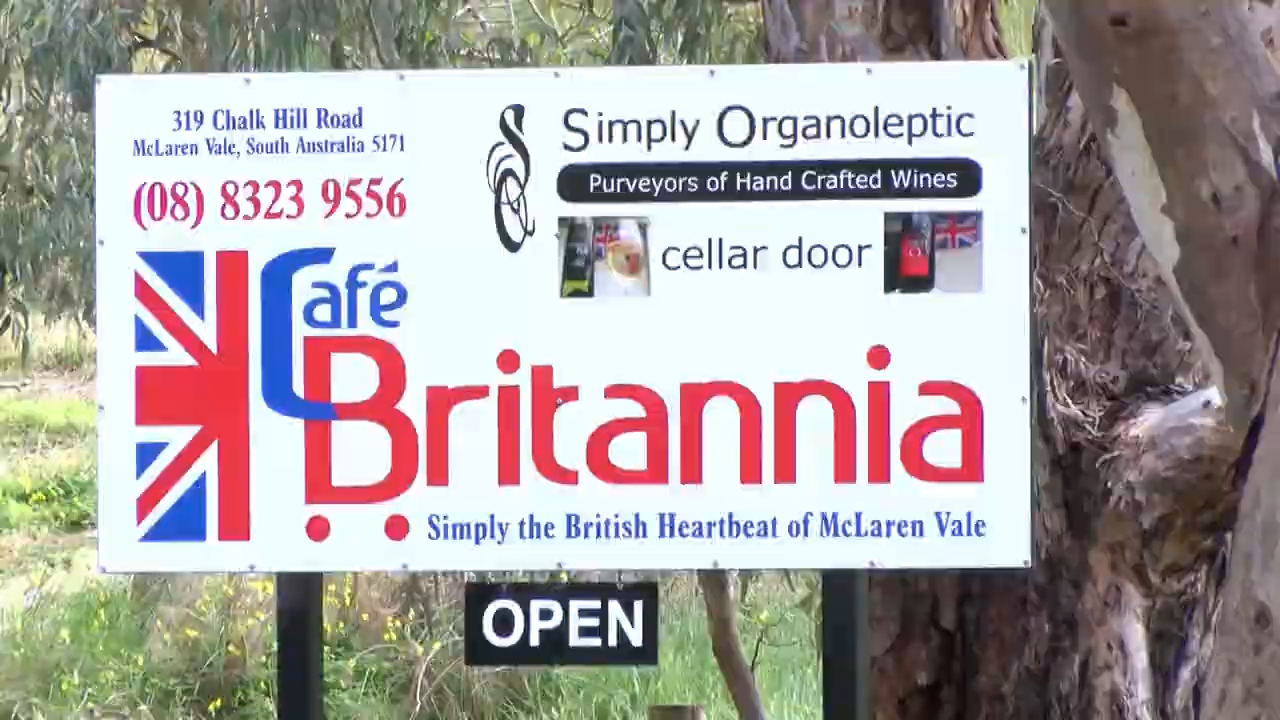 319 Chalk Hill Road
McLaren Vale, South Australia 5171
(08) 8323 9556
Simply Organoleptic
Purveyors of Hand Crafted Wines
cellar door
Café
Britannia
Simply the British Heartbeat of McLaren Vale
OPEN